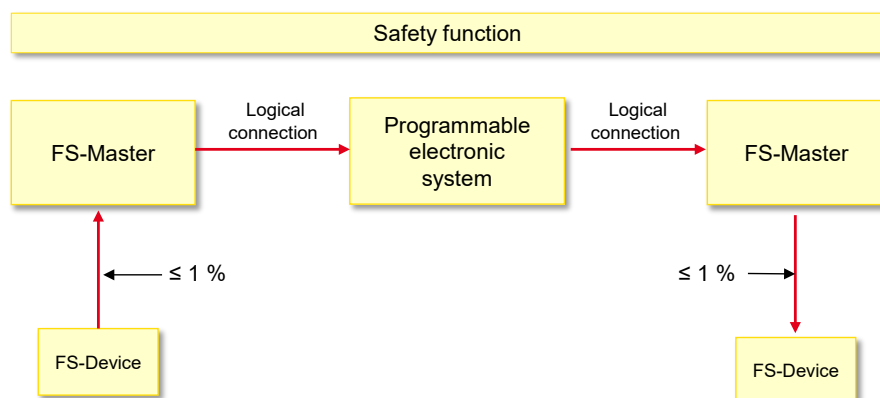 Safety function
FS-Master
Logical
connection
Programmable
electronic
system
Logical
connection
FS-Master
≤ 1 %
≤ 1 %
FS-Device
FS-Device